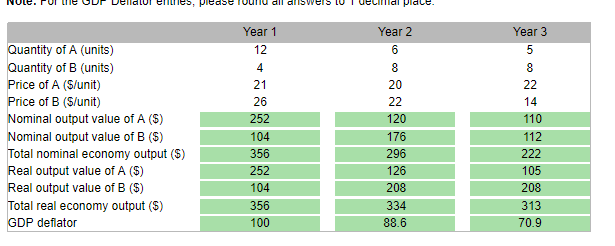 Note: For the GDP Deflator entries, please round all answers to 1 decimal place.
Year 1 Year 2 Year 3
Quantity of A (units) 12 6 5
Quantity of B (units) 4 8 8
Price of A ($/unit) 21 20 22
Price of B ($/unit) 26 22 14
Nominal output value of A ($) 252 120 110
Nominal output value of B ($) 104 176 112
Total nominal economy output ($) 356 296 222
Real output value of A ($) 252 126 105
Real output value of B ($) 104 208 208
Total real economy output ($) 356 334 313
GDP deflator 100 88.6 70.9